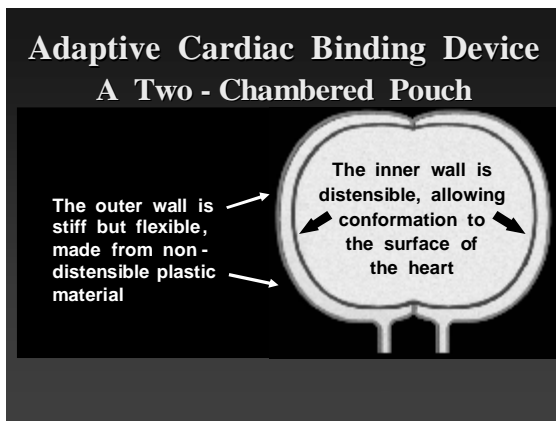 Adaptive Cardiac Binding Device
A Two - Chambered Pouch
The outer wall is
stiff but flexible,
made from non -
distensible plastic
material
The inner wall is
distensible, allowing
conformation to
the surface of
the heart